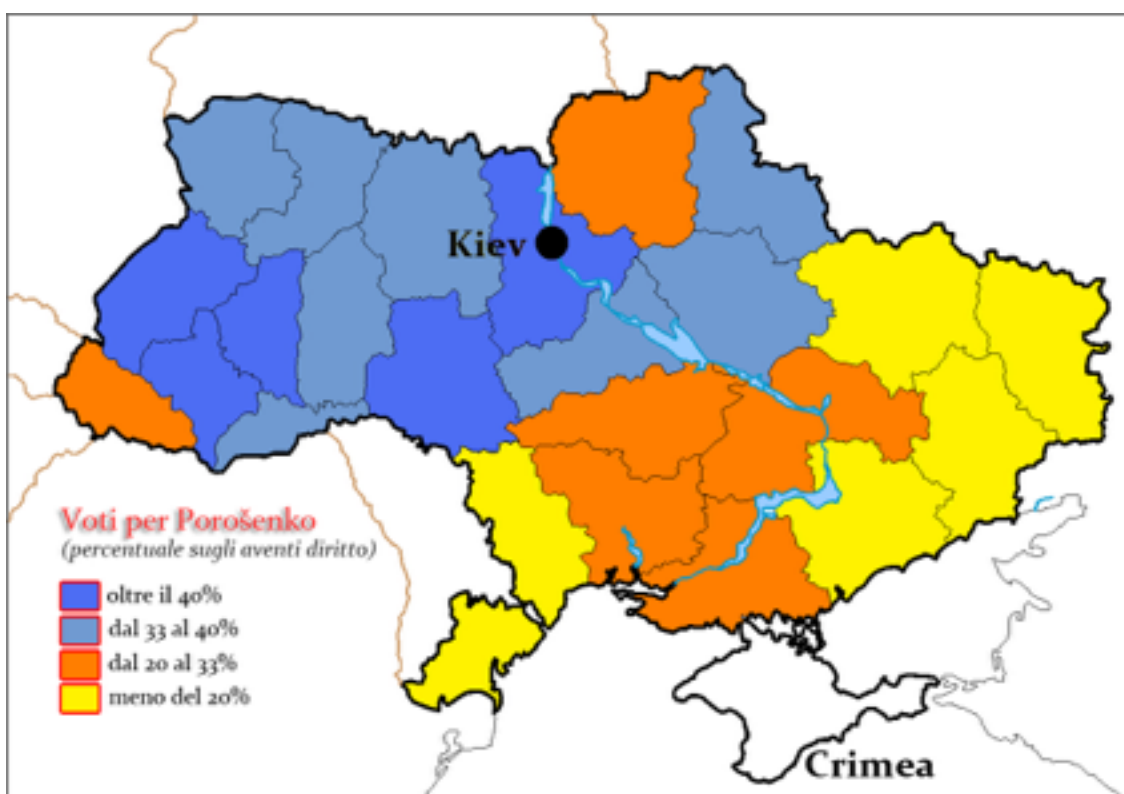 Kiev
Voti per Porošenko
(percentuale sugli aventi diritto)
oltre il 40%
dal 33 al 40%
dal 20 al 33%
meno del 20%
Crimea